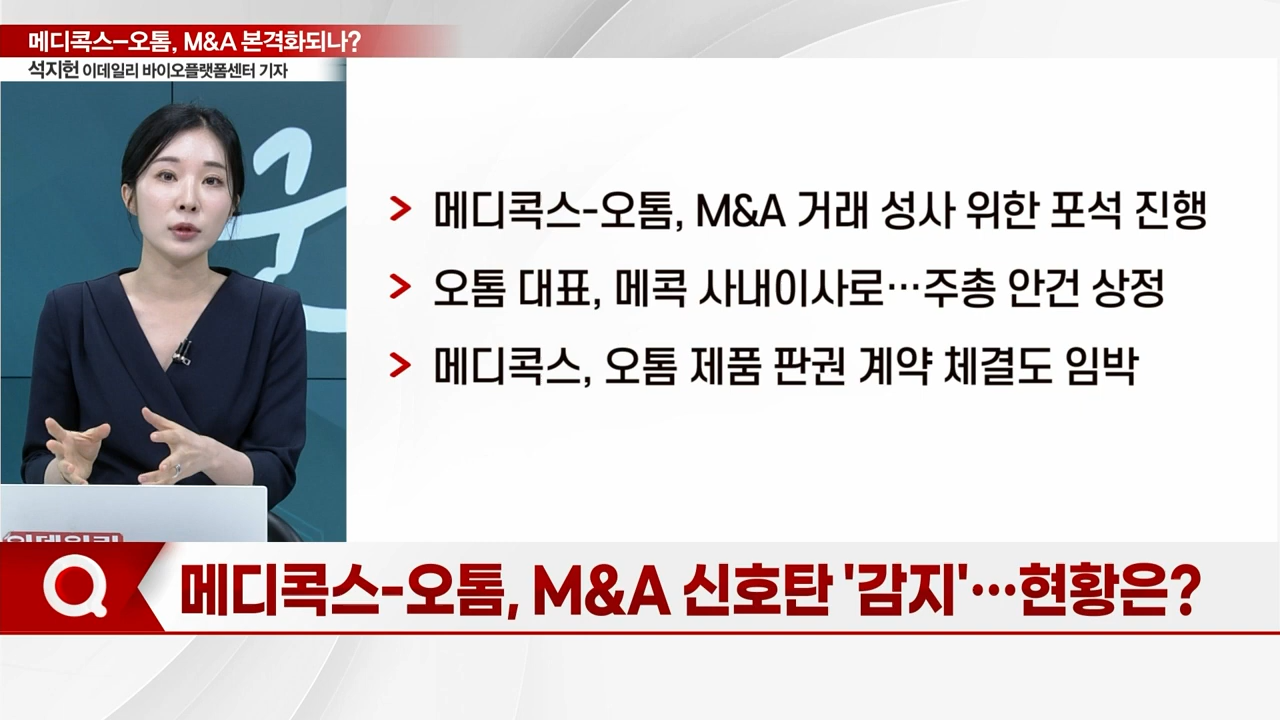 메디콕스-오톰, M&A 본격화되나?
석지헌 이데일리 바이오플랫폼센터 기자
> 메디콕스-오톰, M&A 거래 성사 위한 포석 진행
> 오톰 대표, 메콕 사내이사로…주총 안건 상정
> 메디콕스, 오톰 제품 판권 계약 체결도 임박
Q 메디콕스-오톰, M&A 신호탄 '감지'…현황은?